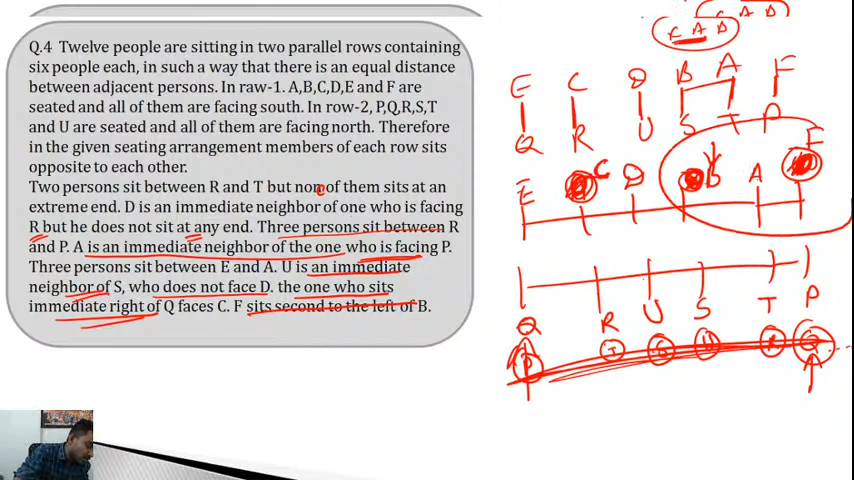 Q.4 Twelve people are sitting in two parallel rows containing
six people each, in such a way that there is an equal distance
between adjacent persons. In raw-1. A,B,C,D,E and F are
seated and all of them are facing south. In row-2, P,Q,R,S,T
and U are seated and all of them are facing north. Therefore
in the given seating arrangement members of each row sits
opposite to each other.
Two persons sit between R and T but none of them sits at an
extreme end. D is an immediate neighbor of one who is facing
R but he does not sit at any end. Three persons sit between R
and P. A is an immediate neighbor of the one who is facing P.
Three persons sit between E and A. U is an immediate
neighbor of S, who does not face D. the one who sits
immediate right of Q faces C. F sits second to the left of B.
E C D B A F
Q R U S T P
C F
E D B A
Q R U S T P